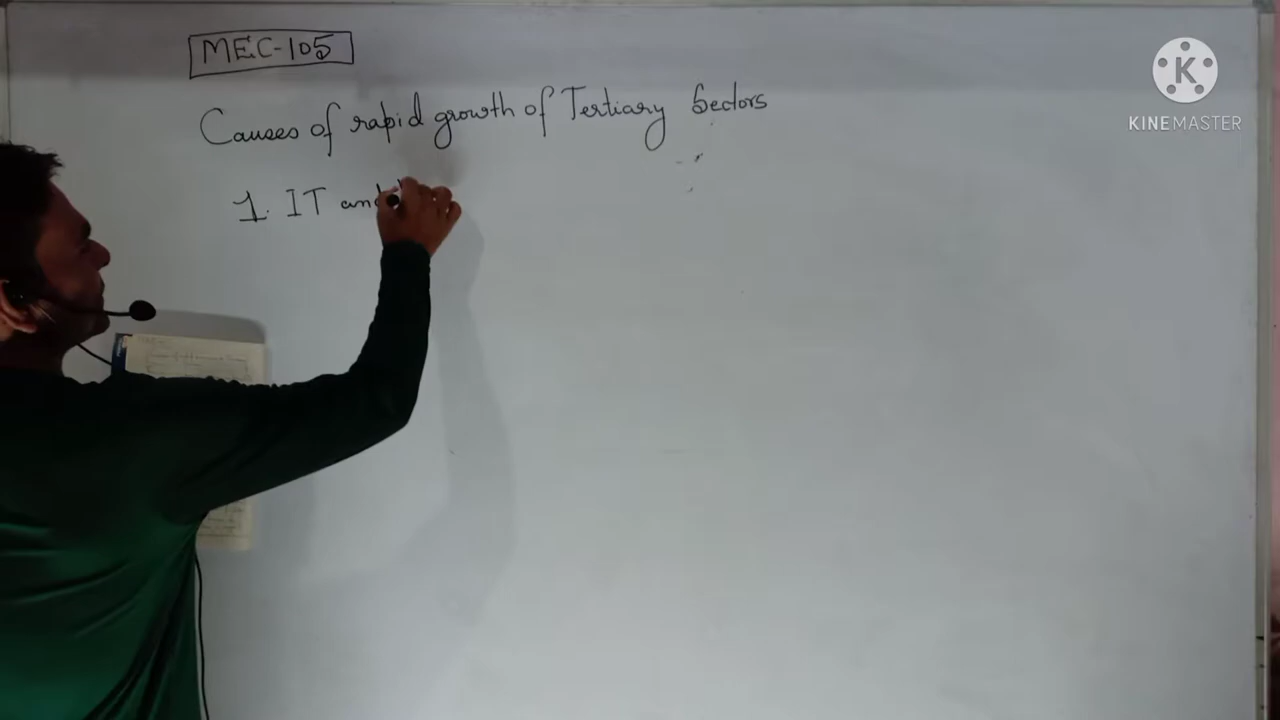 MEC-105
Causes of rapid growth of Tertiary Sectors
1. IT and
K
KINEMASTER